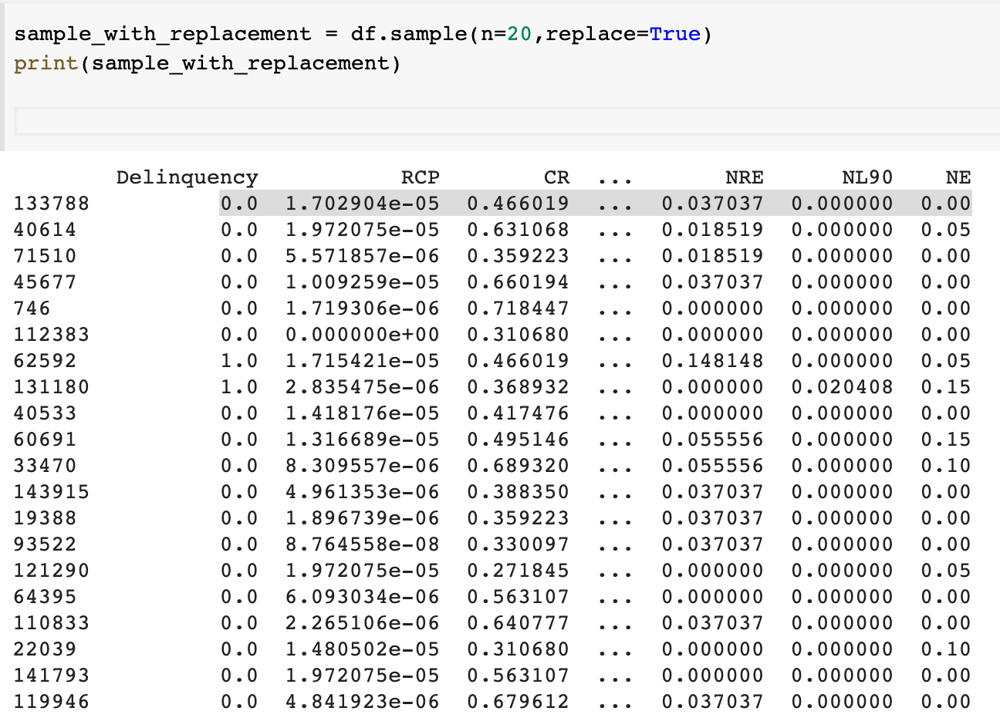 sample_with_replacement = df.sample(n=20,replace=True)
print(sample_with_replacement)
Delinquency RCP CR ... NRE NL90 NE
133788 0.0 1.702904e-05 0.466019 ... 0.037037 0.000000 0.00
40614 0.0 1.972075e-05 0.631068 ... 0.018519 0.000000 0.05
71510 0.0 5.571857e-06 0.359223 ... 0.018519 0.000000 0.00
45677 0.0 1.009259e-05 0.660194 ... 0.037037 0.000000 0.00
746 0.0 1.719306e-06 0.718447 ... 0.000000 0.000000 0.00
112383 0.0 0.000000e+00 0.310680 ... 0.000000 0.000000 0.00
62592 1.0 1.715421e-05 0.466019 ... 0.148148 0.000000 0.05
131180 1.0 2.835475e-06 0.368932 ... 0.000000 0.020408 0.15
40533 0.0 1.418176e-05 0.417476 ... 0.000000 0.000000 0.00
60691 0.0 1.316689e-05 0.495146 ... 0.055556 0.000000 0.15
33470 0.0 8.309557e-06 0.689320 ... 0.055556 0.000000 0.10
143915 0.0 4.961353e-06 0.388350 ... 0.037037 0.000000 0.00
19388 0.0 1.896739e-06 0.359223 ... 0.037037 0.000000 0.00
93522 0.0 8.764558e-08 0.330097 ... 0.037037 0.000000 0.00
121290 0.0 1.972075e-05 0.271845 ... 0.000000 0.000000 0.05
64395 0.0 6.093034e-06 0.563107 ... 0.000000 0.000000 0.00
110833 0.0 2.265106e-06 0.640777 ... 0.037037 0.000000 0.00
22039 0.0 1.480502e-05 0.310680 ... 0.000000 0.000000 0.10
141793 0.0 1.972075e-05 0.563107 ... 0.000000 0.000000 0.00
119946 0.0 4.841923e-06 0.679612 ... 0.037037 0.000000 0.00